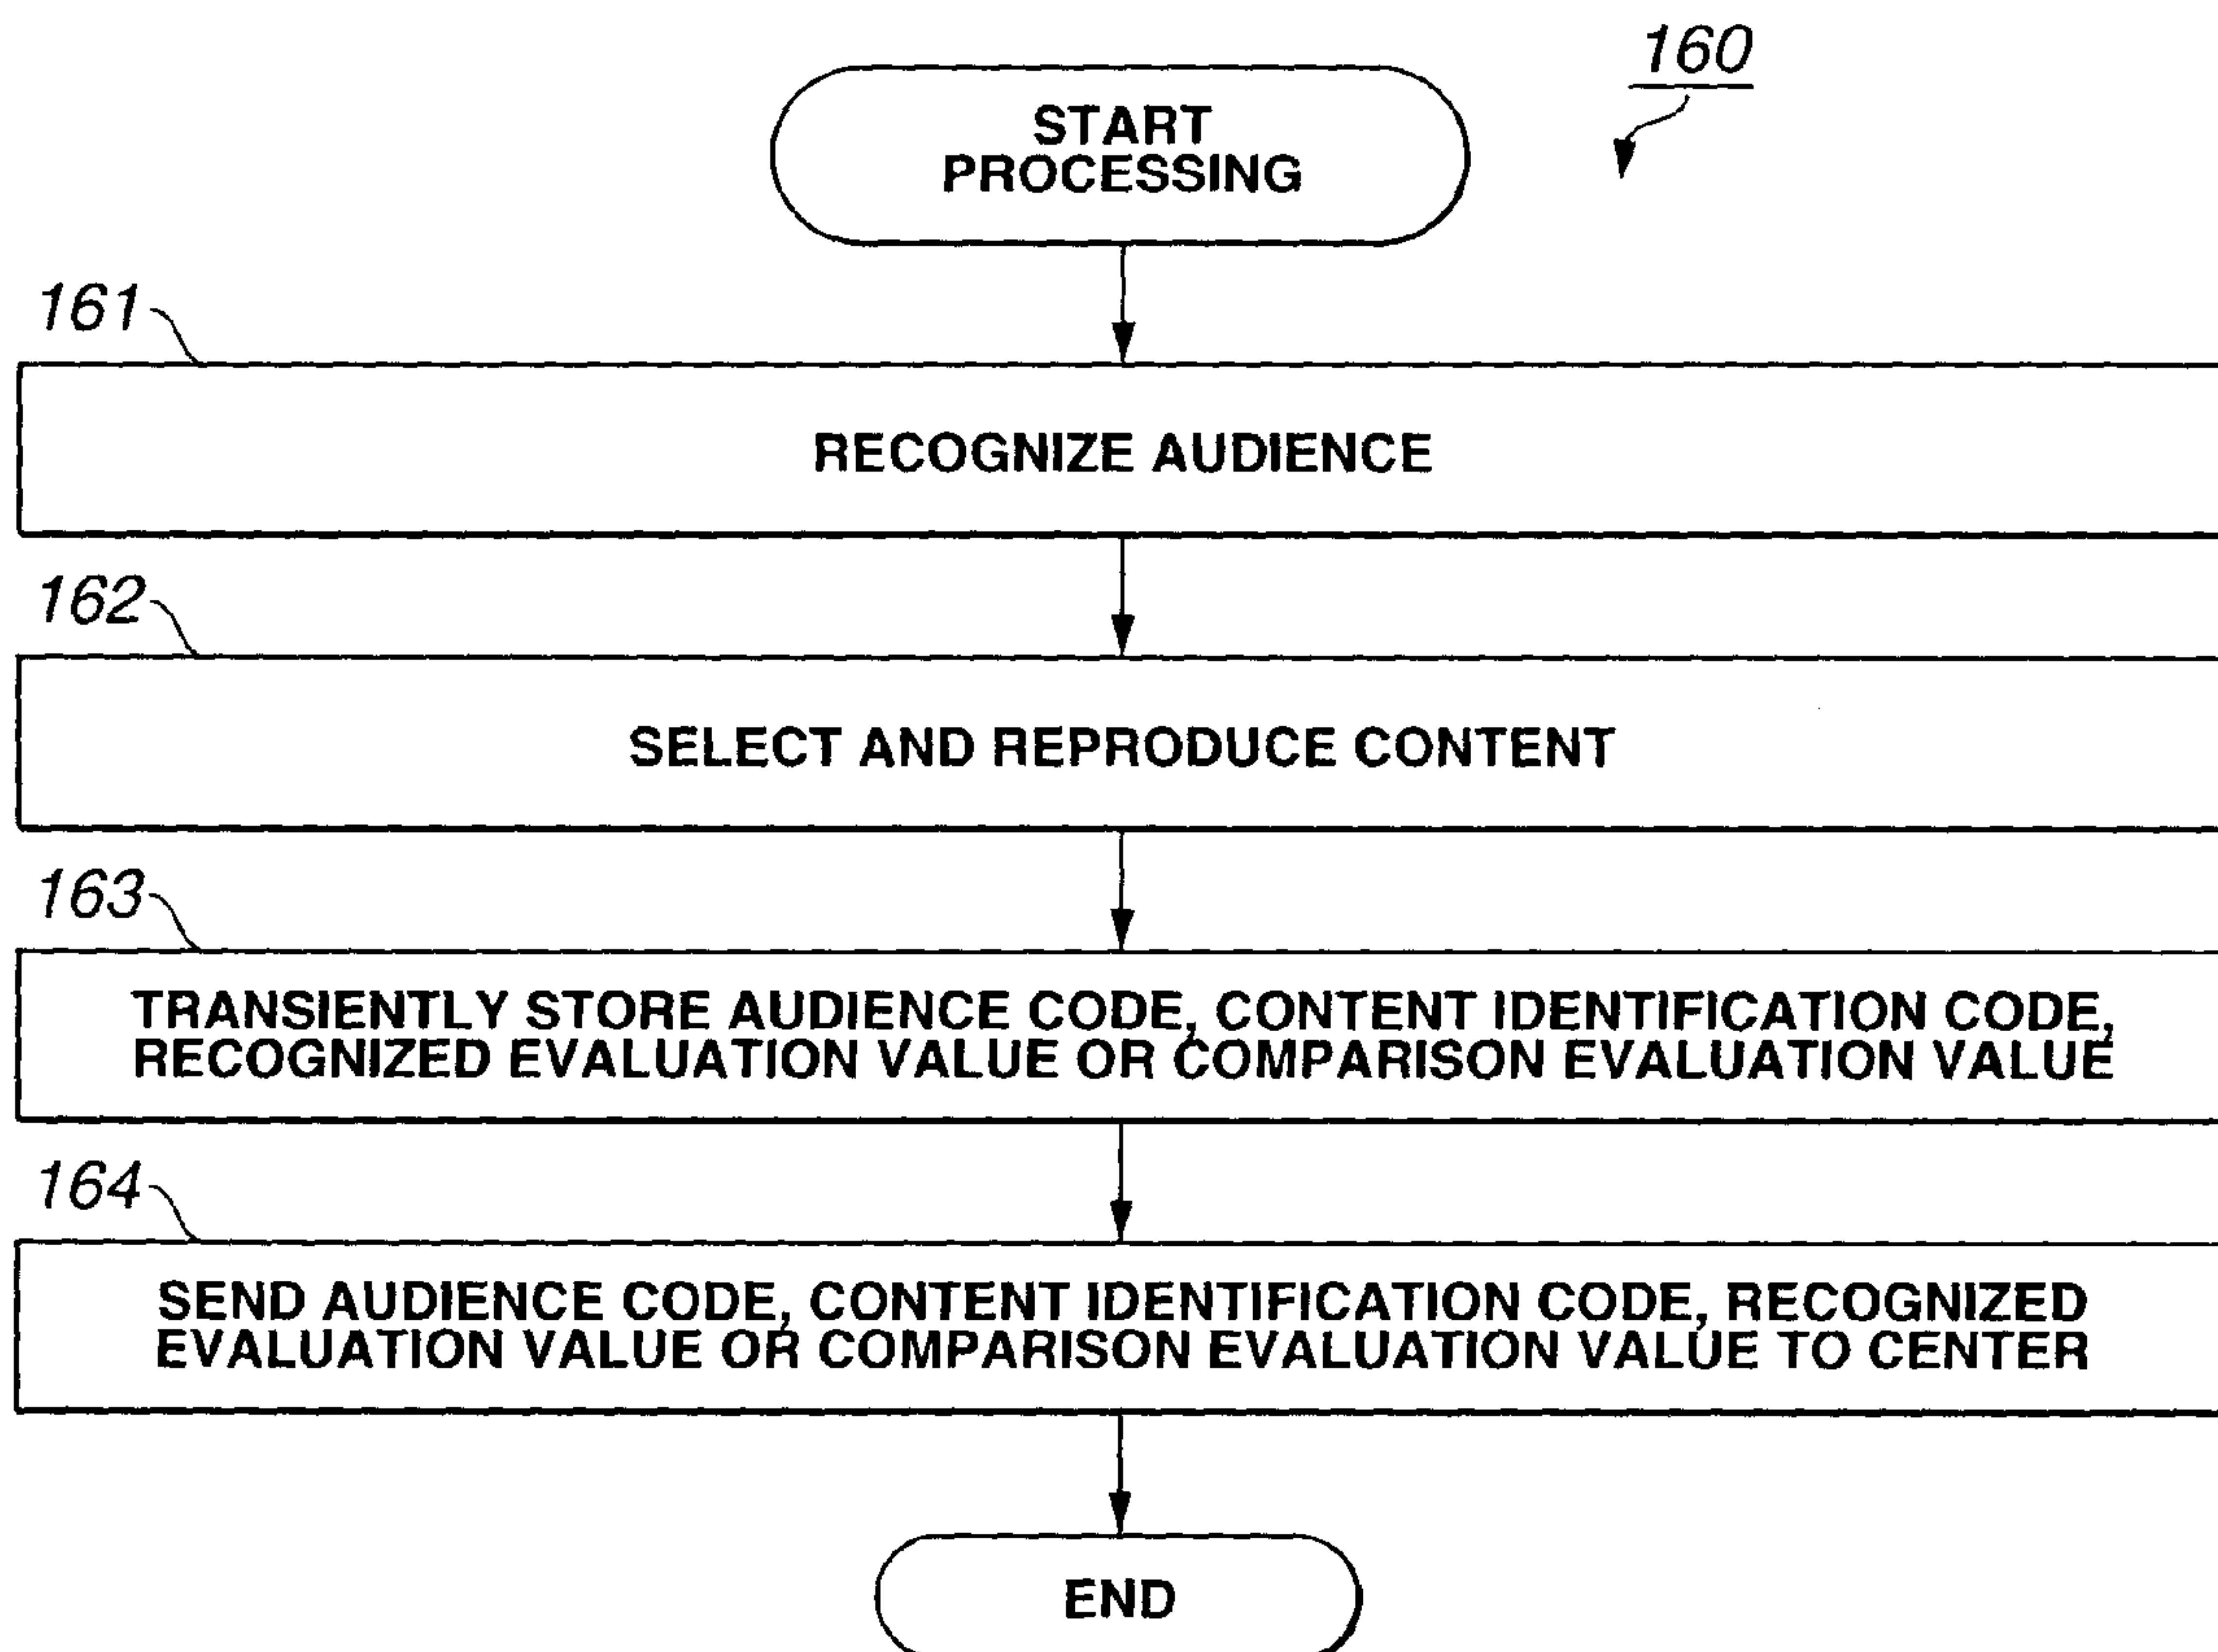 160
START
PROCESSING
161
RECOGNIZE AUDIENCE
162
SELECT AND REPRODUCE CONTENT
163
TRANSIENTLY STORE AUDIENCE CODE, CONTENT IDENTIFICATION CODE,
RECOGNIZED EVALUATION VALUE OR COMPARISON EVALUATION VALUE
164
SEND AUDIENCE CODE, CONTENT IDENTIFICATION CODE, RECOGNIZED
EVALUATION VALUE OR COMPARISON EVALUATION VALUE TO CENTER
END